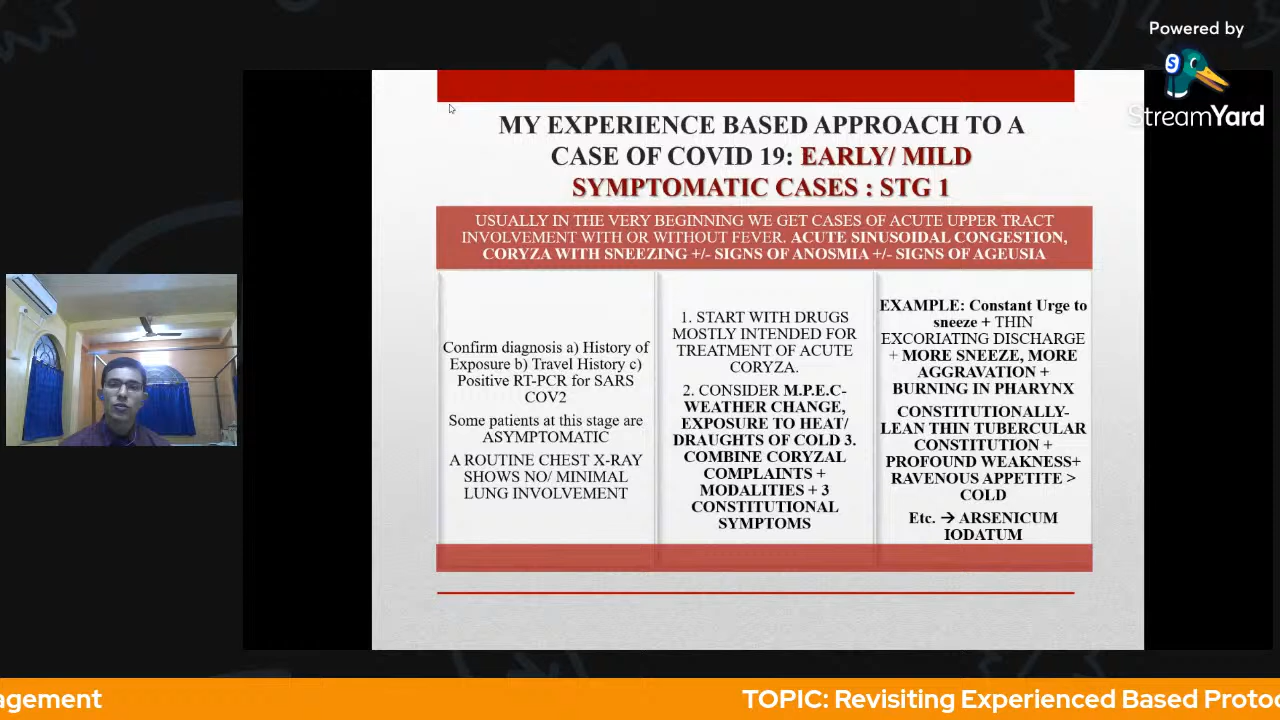 Powered by
StreamYard
MY EXPERIENCE BASED APPROACH TO A
CASE OF COVID 19: EARLY/ MILD
SYMPTOMATIC CASES : STG 1
USUALLY IN THE VERY BEGINNING WE GET CASES OF ACUTE UPPER TRACT
INVOLVEMENT WITH OR WITHOUT FEVER. ACUTE SINUSOIDAL CONGESTION,
CORYZA WITH SNEEZING +/- SIGNS OF ANOSMIA +/- SIGNS OF AGEUSIA
Confirm diagnosis a) History of
Exposure b) Travel History c)
Positive RT-PCR for SARS
COV2
Some patients at this stage are
ASYMPTOMATIC
A ROUTINE CHEST X-RAY
SHOWS NO/ MINIMAL
LUNG INVOLVEMENT
1. START WITH DRUGS
MOSTLY INTENDED FOR
TREATMENT OF ACUTE
CORYZA.
2. CONSIDER M.P.E.C-
WEATHER CHANGE,
EXPOSURE TO HEAT/
DRAUGHTS OF COLD 3.
COMBINE CORYZAL
COMPLAINTS +
MODALITIES + 3
CONSTITUTIONAL
SYMPTOMS
EXAMPLE: Constant Urge to
sneeze + THIN
EXCORIATING DISCHARGE
+ MORE SNEEZE, MORE
AGGRAVATION +
BURNING IN PHARYNX
CONSTITUTIONALLY-
LEAN THIN TUBERCULAR
CONSTITUTION +
PROFOUND WEAKNESS+
RAVENOUS APPETITE >
COLD
Etc. → ARSENICUM
IODATUM
agement
TOPIC: Revisiting Experienced Based Protoc